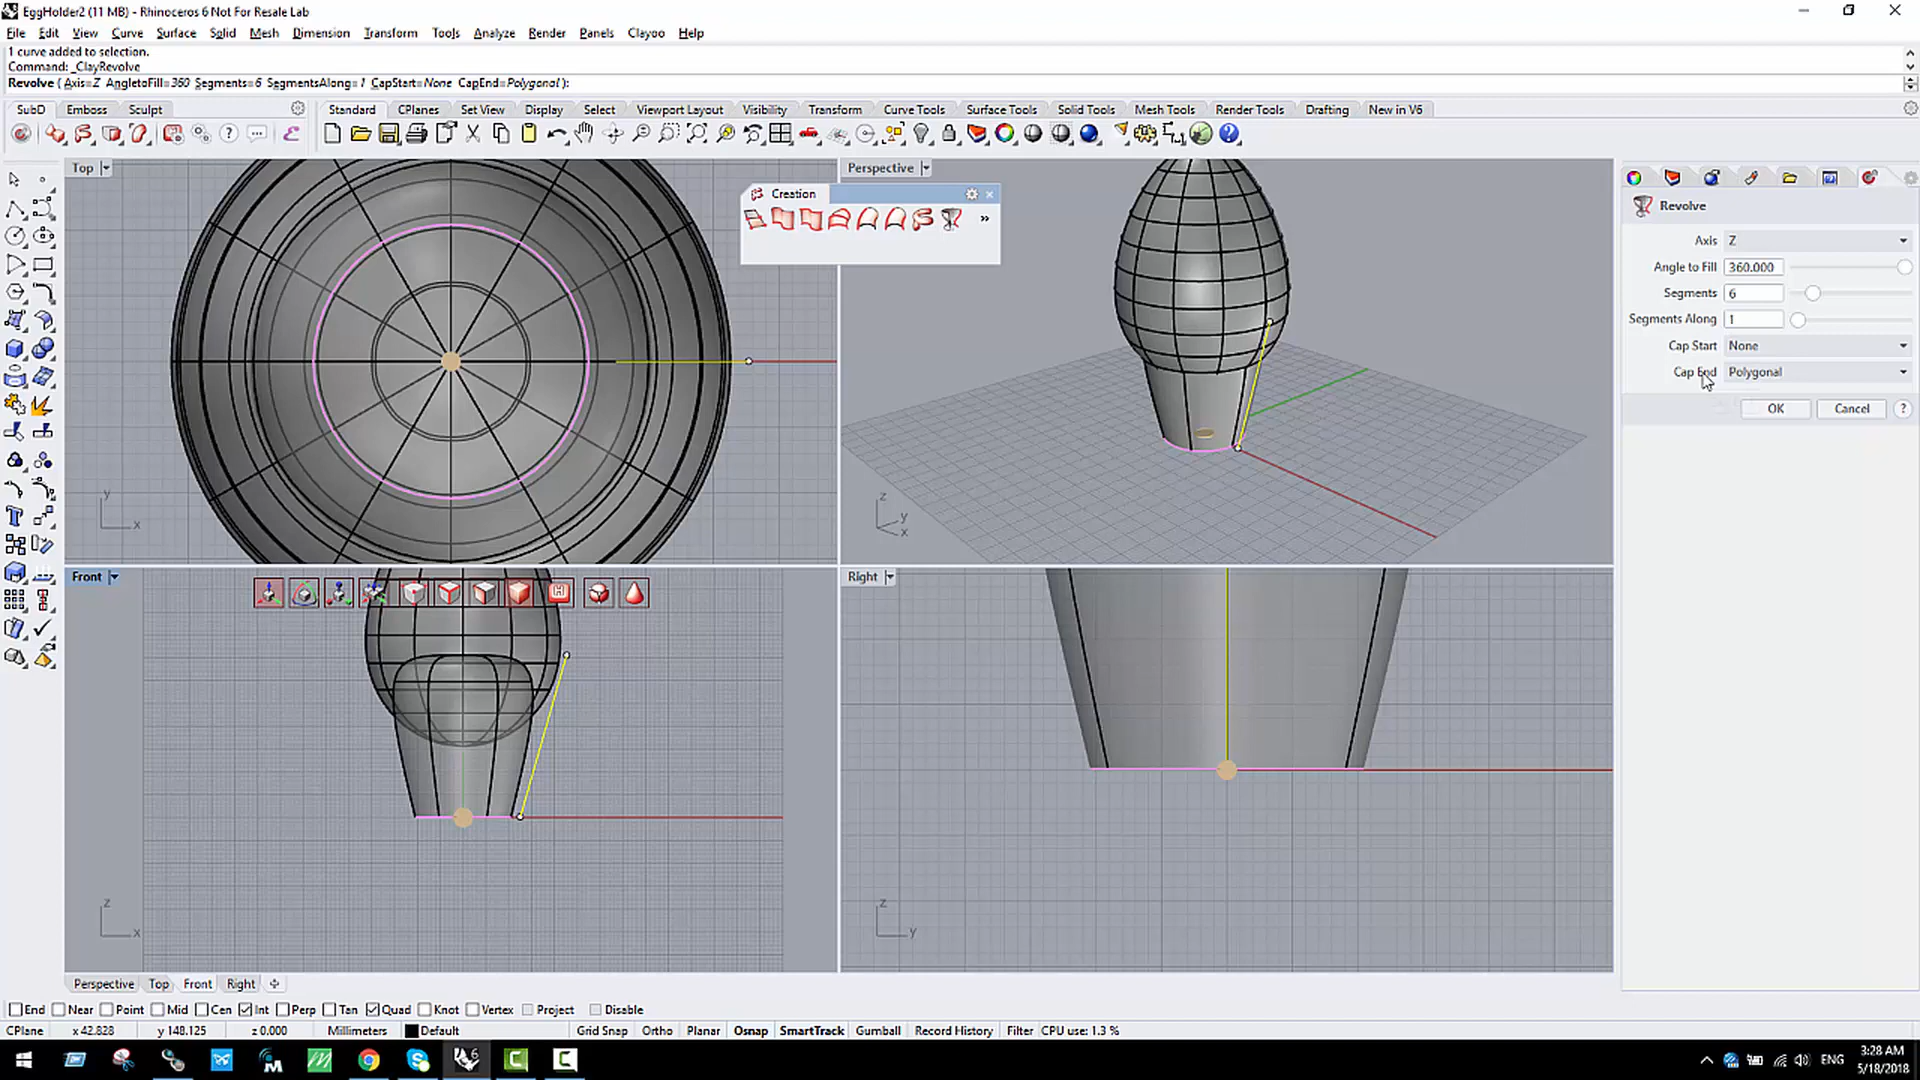 EggHolder2 (11 MB) - Rhinoceros 6 Not For Resale Lab
File Edit View Curve Surface Solid Mesh Dimension Transform Tools Analyze Render Panels Clayoo Help
1 curve added to selection.
Command: _ClayRevolve
Revolve ( Axis=Z AngletoFill=360 Segments=6 SegmentsAlong=1 CapStart=None CapEnd=Polygonal):
SubD Emboss Sculpt Standard CPlanes Set View Display Select Viewport Layout Visibility Transform Curve Tools Surface Tools Solid Tools Mesh Tools Render Tools Drafting New in V6
Top
Perspective
Creation
»
Revolve
Axis Z
Angle to Fill 360.000
Segments 6
Segments Along 1
Cap Start None
Cap End Polygonal
OK Cancel ?
y
x
z
y
x
Front
Right
z
x
z
y
Perspective Top Front Right
End Near Point Mid Cen Int Perp Tan Quad Knot Vertex Project Disable
CPlane x 42.828 y 148.125 z 0.000 Millimeters Default Grid Snap Ortho Planar Osnap SmartTrack Gumball Record History Filter CPU use: 1.3 %
ENG
3:28 AM
5/18/2018